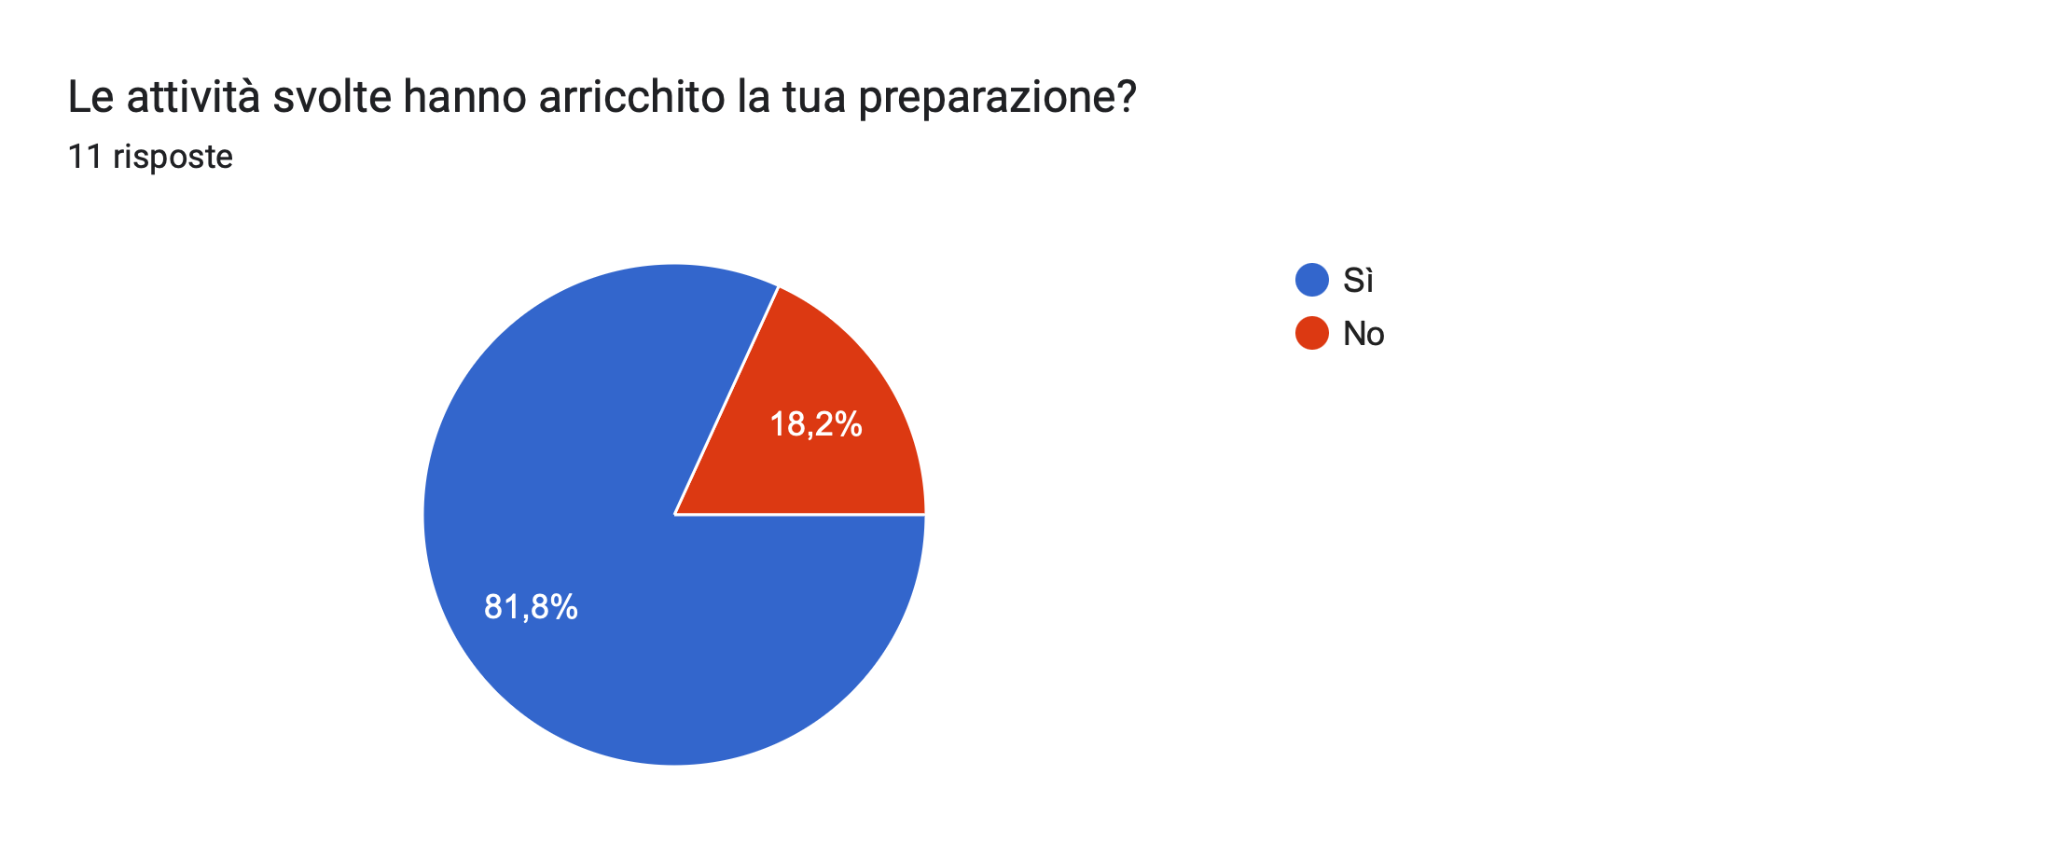 Le attività svolte hanno arricchito la tua preparazione?
11 risposte
Sì
No
18,2%
81,8%